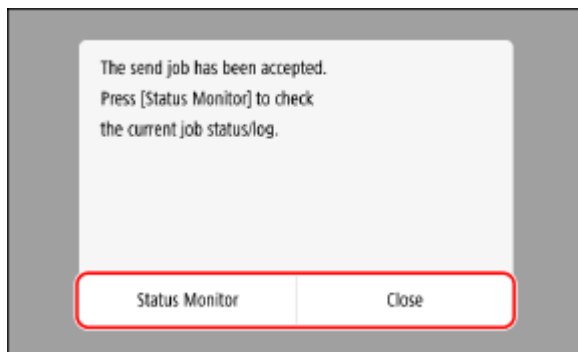 The send job has been accepted.
Press [Status Monitor] to check
the current job status/log.
Status Monitor
Close